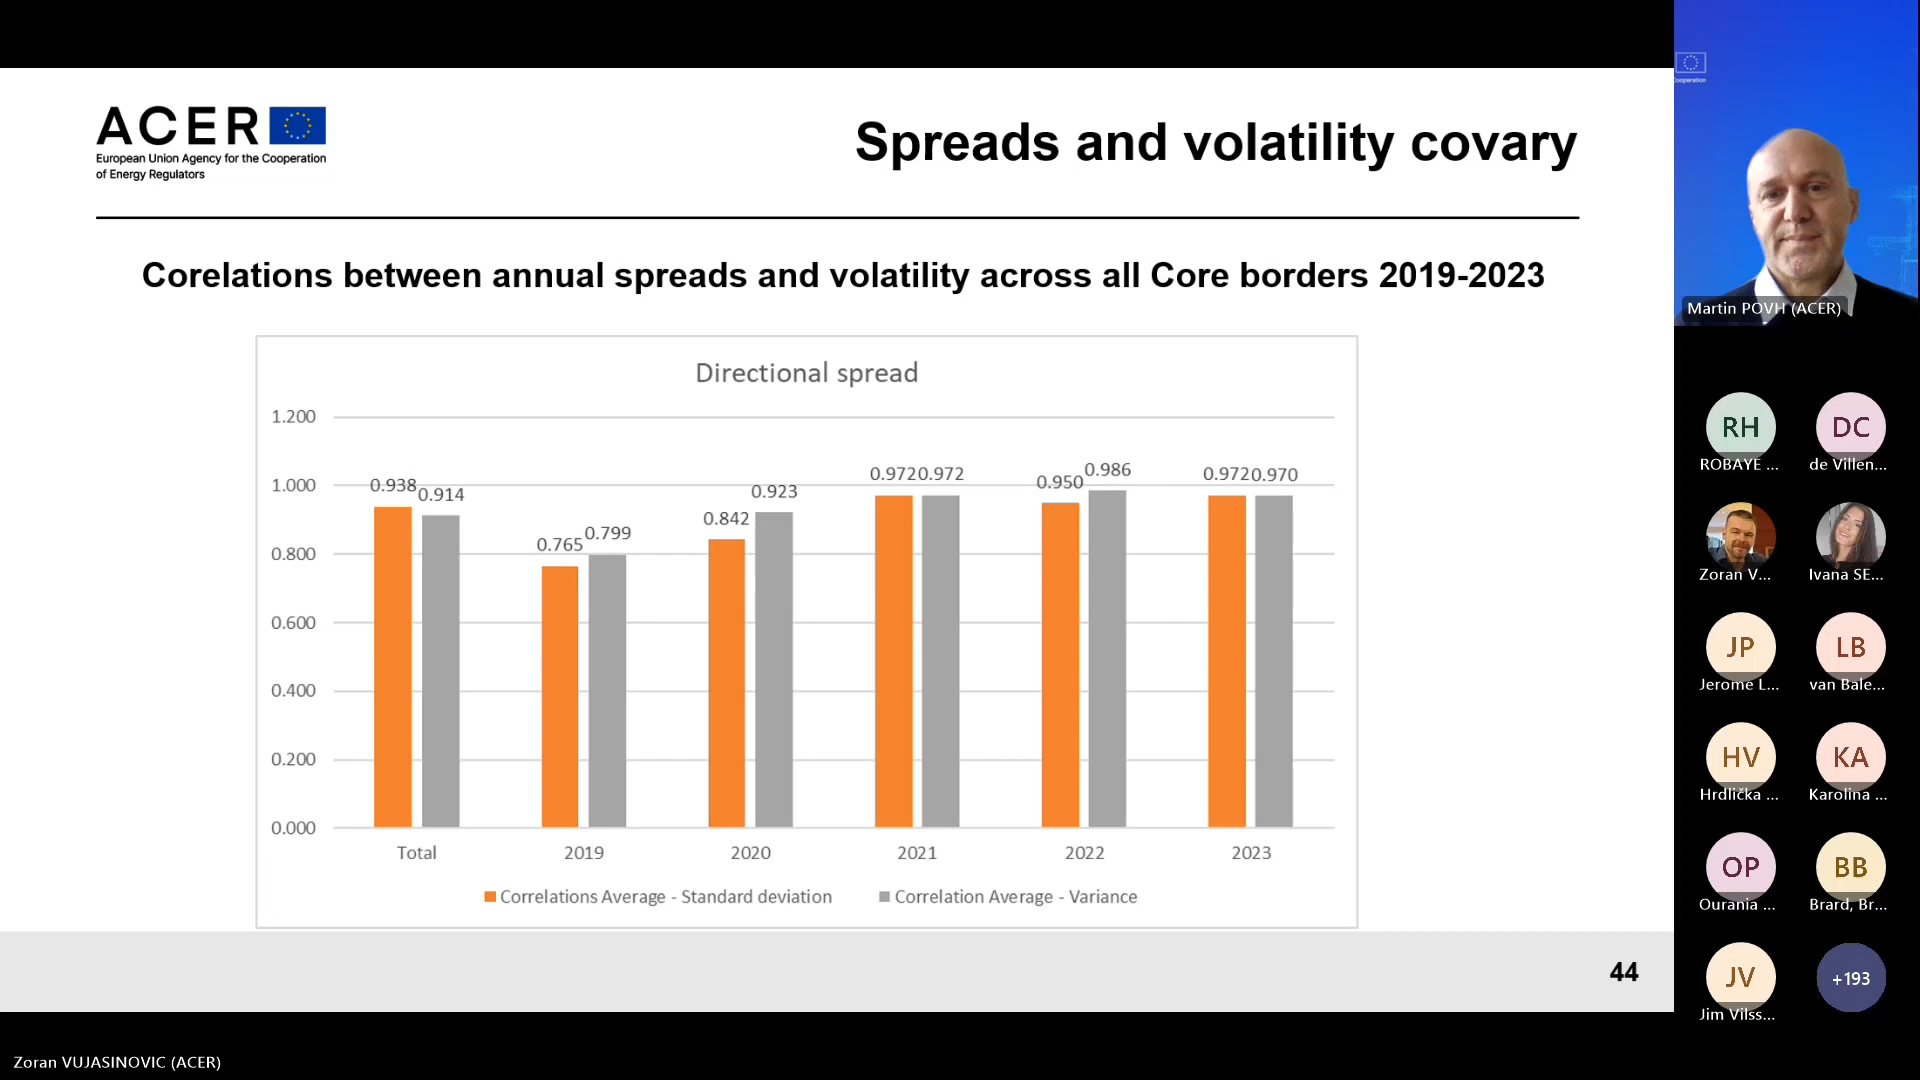 ACER
European Union Agency for the Cooperation
of Energy Regulators
Spreads and volatility covary
Corelations between annual spreads and volatility across all Core borders 2019-2023
Directional spread
1.200
1.000
0.800
0.600
0.400
0.200
0.000
0.938
0.914
0.765
0.799
0.842
0.923
0.972
0.972
0.950
0.986
0.972
0.970
Total
2019
2020
2021
2022
2023
Correlations Average - Standard deviation
Correlation Average - Variance
44
Zoran VUJASINOVIC (ACER)
Cooperation
Martin POVH (ACER)
RH
ROBAYE ...
DC
de Villen...
Zoran V...
Ivana SE...
JP
Jerome L...
LB
van Bale...
HV
Hrdlička ...
KA
Karolina ...
OP
Ourania ...
BB
Brard, Br...
JV
Jim Vilss...
+193